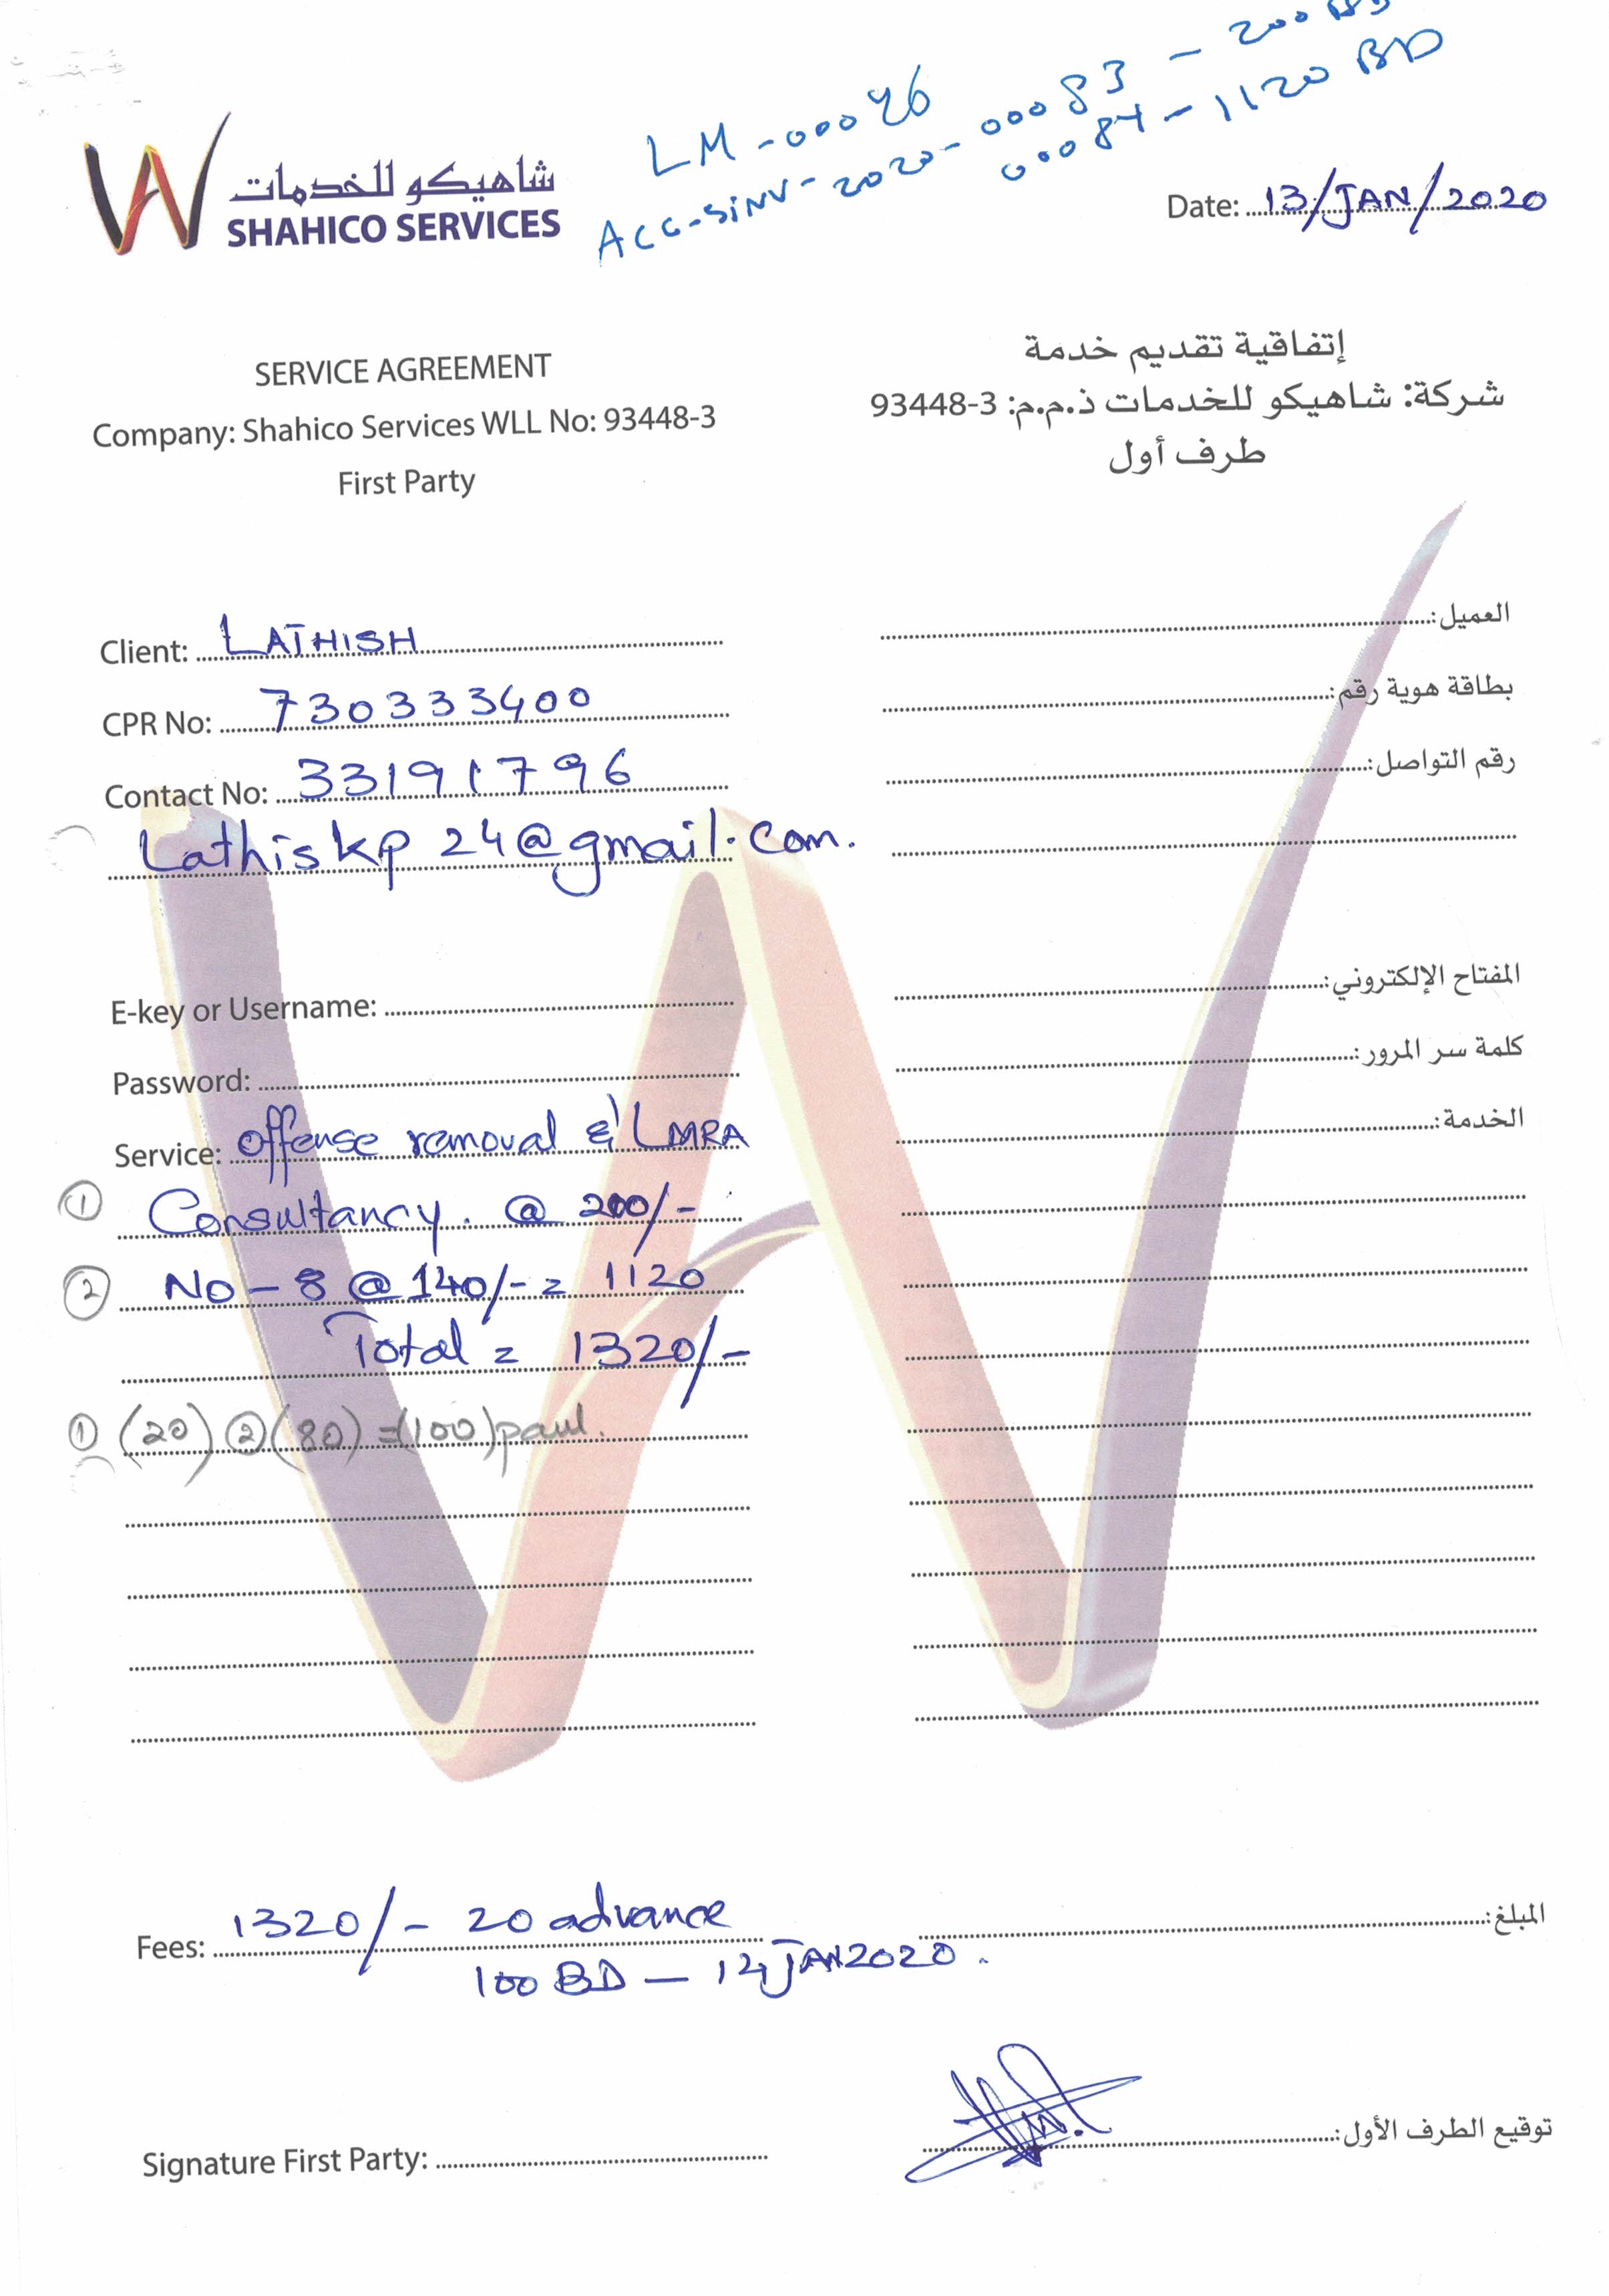 LM-00026
ACC-SINV-2020-00083 - 200 BD
00084 - 1120 BD
شاهيكو للخدمات
SHAHICO SERVICES
Date: 13/JAN/2020
SERVICE AGREEMENT
Company: Shahico Services WLL No: 93448-3
First Party
إتفاقية تقديم خدمة
شركة: شاهيكو للخدمات ذ.م.م: 3-93448
طرف أول
Client: LATHISH
العميل:
CPR No: 730333400
بطاقة هوية رقم:
Contact No: 33191796
رقم التواصل:
Lathiskp24@gmail.com.
E-key or Username:
المفتاح الإلكتروني:
Password:
كلمة سر المرور:
Service: offense removal & LMRA
الخدمة:
① Consultancy. @ 200/-
② No - 8 @ 140/- = 1120
Total = 1320/-
① (20) ② (80) = (100) paul.
Fees: 1320/- 20 advance
المبلغ:
100 BD - 14 JAN 2020.
Signature First Party:
توقيع الطرف الأول: